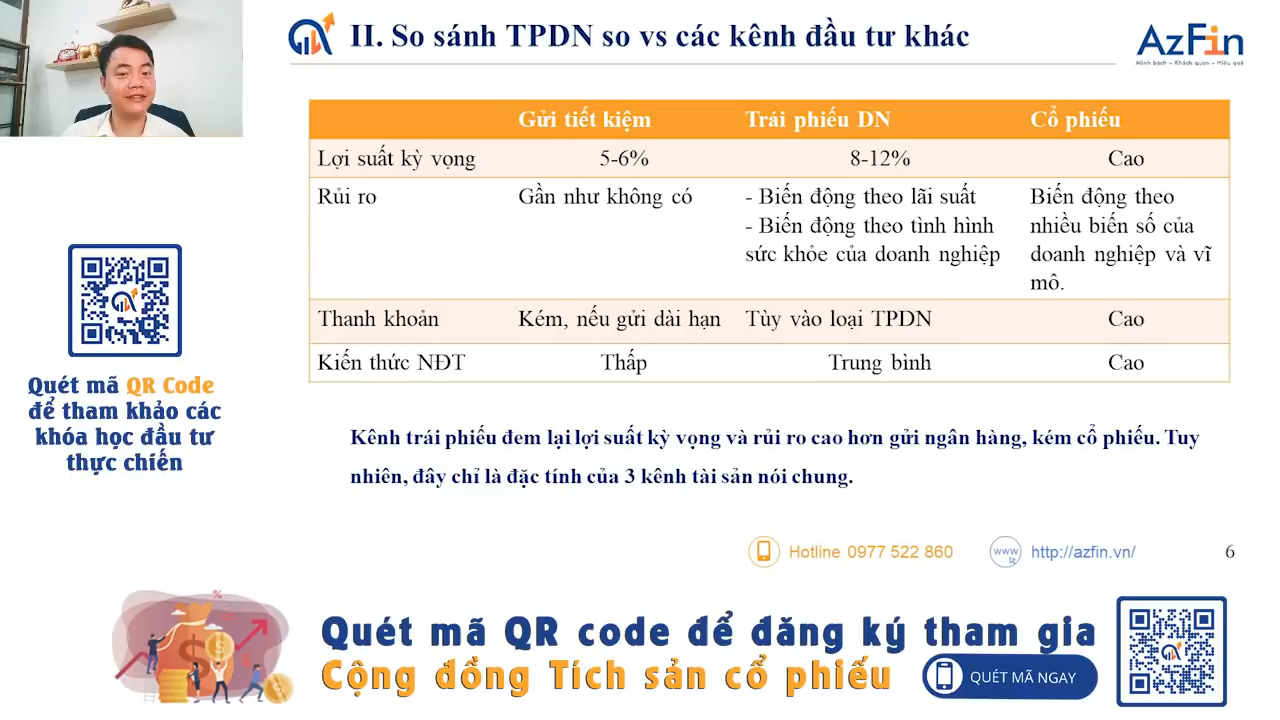 II. So sánh TPDN so vs các kênh đầu tư khác
AzFin
Minh bạch – Khách quan – Hiệu quả
Gửi tiết kiệm Trái phiếu DN Cổ phiếu
Lợi suất kỳ vọng 5-6% 8-12% Cao
Rủi ro Gần như không có - Biến động theo lãi suất Biến động theo
- Biến động theo tình hình nhiều biến số của
sức khỏe của doanh nghiệp doanh nghiệp và vĩ
mô.
Thanh khoản Kém, nếu gửi dài hạn Tùy vào loại TPDN Cao
Kiến thức NĐT Thấp Trung bình Cao
Quét mã QR Code
để tham khảo các
khóa học đầu tư
thực chiến
Kênh trái phiếu đem lại lợi suất kỳ vọng và rủi ro cao hơn gửi ngân hàng, kém cổ phiếu. Tuy
nhiên, đây chỉ là đặc tính của 3 kênh tài sản nói chung.
Hotline 0977 522 860 www http://azfin.vn/ 6
Quét mã QR code để đăng ký tham gia
Cộng đồng Tích sản cổ phiếu
QUÉT MÃ NGAY